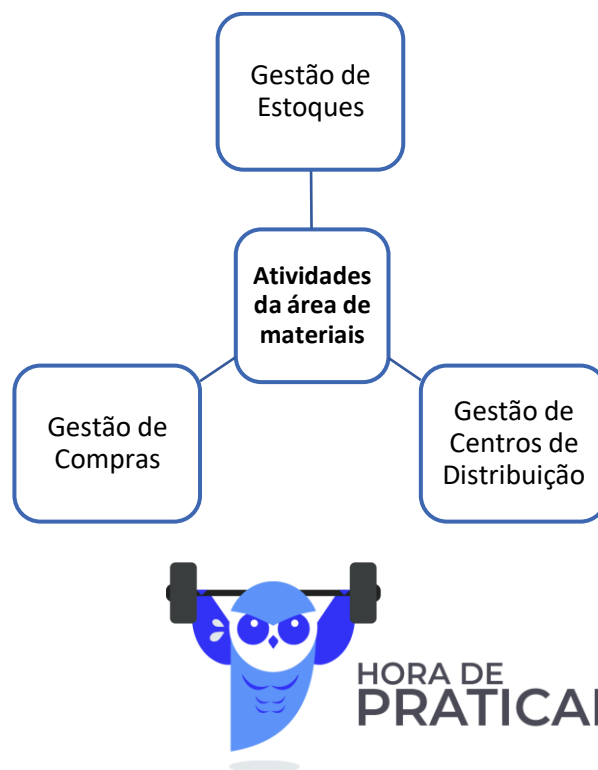 Gestão de
Estoques
Atividades
da área de
materiais
Gestão de
Compras
Gestão de
Centros de
Distribuição
HORA DE
PRATICA